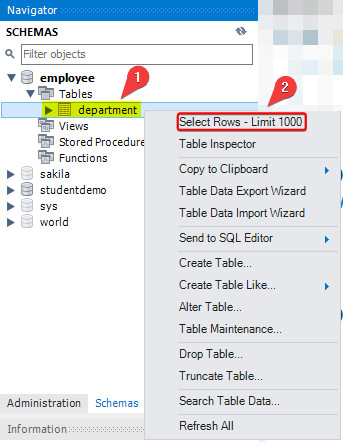 Navigator
SCHEMAS
Filter objects
employee
Tables
department
Views
Stored Procedure
Functions
sakila
studentdemo
sys
world
Administration Schemas
Information
1
2
Select Rows - Limit 1000
Table Inspector
Copy to Clipboard
Table Data Export Wizard
Table Data Import Wizard
Send to SQL Editor
Create Table...
Create Table Like...
Alter Table...
Table Maintenance...
Drop Table...
Truncate Table...
Search Table Data...
Refresh All